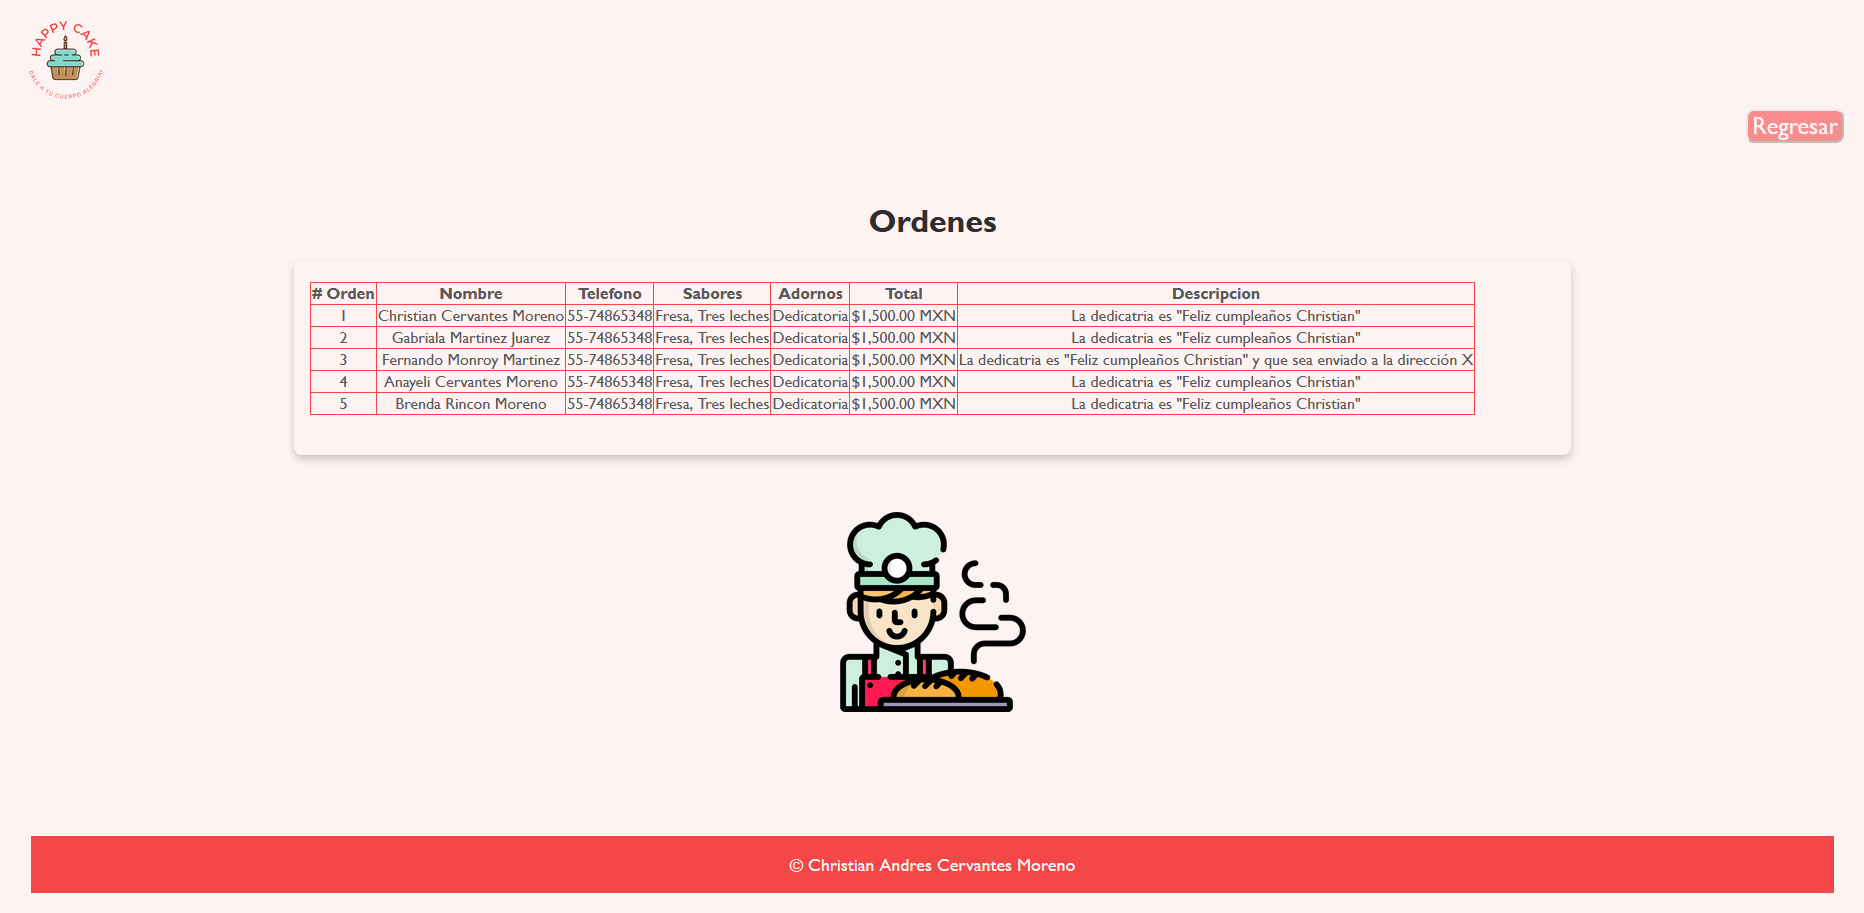 HAPPY CAKE
DALE A TU CUERPO ALEGRIA!
Regresar
Ordenes
# Orden Nombre Telefono Sabores Adornos Total Descripcion
1 Christian Cervantes Moreno 55-74865348 Fresa, Tres leches Dedicatoria $1,500.00 MXN La dedicatria es "Feliz cumpleaños Christian"
2 Gabriala Martinez Juarez 55-74865348 Fresa, Tres leches Dedicatoria $1,500.00 MXN La dedicatria es "Feliz cumpleaños Christian"
3 Fernando Monroy Martinez 55-74865348 Fresa, Tres leches Dedicatoria $1,500.00 MXN La dedicatria es "Feliz cumpleaños Christian" y que sea enviado a la dirección X
4 Anayeli Cervantes Moreno 55-74865348 Fresa, Tres leches Dedicatoria $1,500.00 MXN La dedicatria es "Feliz cumpleaños Christian"
5 Brenda Rincon Moreno 55-74865348 Fresa, Tres leches Dedicatoria $1,500.00 MXN La dedicatria es "Feliz cumpleaños Christian"
© Christian Andres Cervantes Moreno